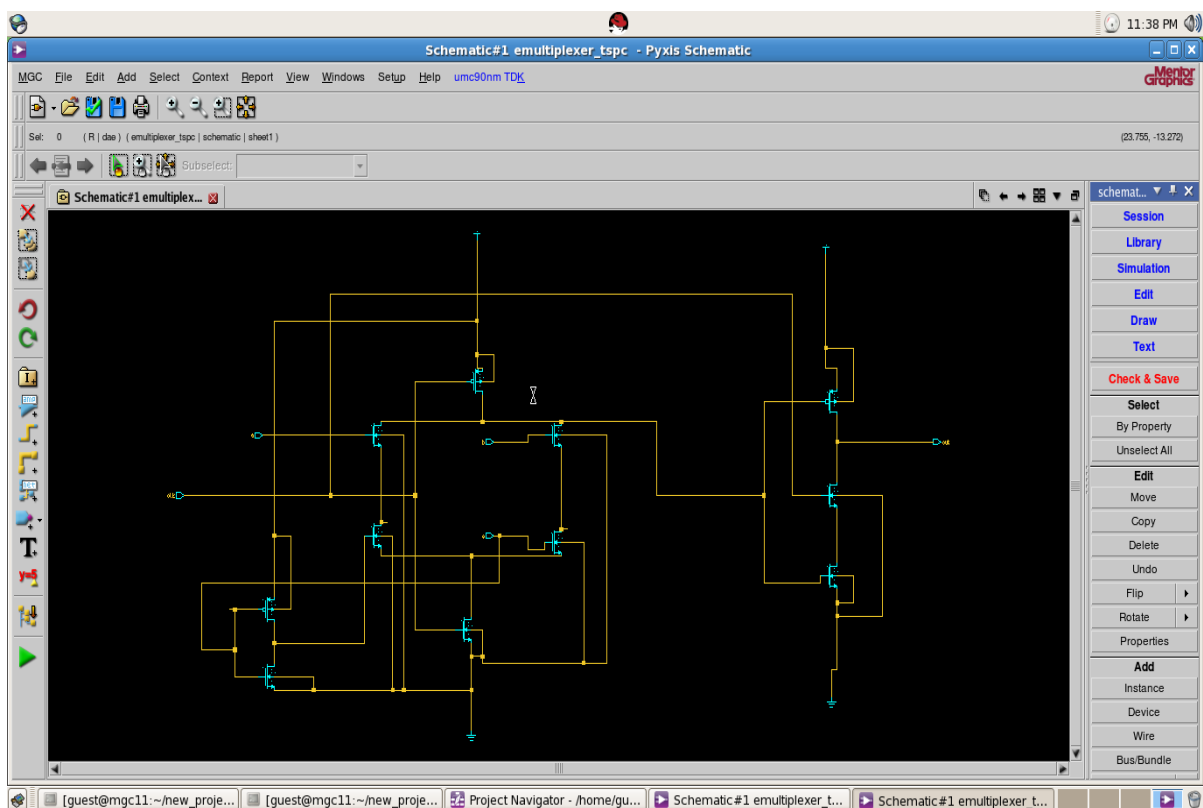 11:38 PM
Schematic#1 emultiplexer_tspc - Pyxis Schematic
MGC File Edit Add Select Context Report View Windows Setup Help umc90nm TDK
Mentor Graphics
Sel: 0 ( R | dae ) ( emultiplexer_tspc | schematic | sheet1 ) (23.755, -13.272)
Subselect:
Schematic#1 emultiplex...
schemat...
Session
Library
Simulation
Edit
Draw
Text
Check & Save
Select
By Property
Unselect All
Edit
Move
Copy
Delete
Undo
Flip
Rotate
Properties
Add
Instance
Device
Wire
Bus/Bundle
T
y=5
clk
out
[guest@mgc11:~/new_proje... [guest@mgc11:~/new_proje... Project Navigator - /home/gu... Schematic#1 emultiplexer_t... Schematic#1 emultiplexer_t...